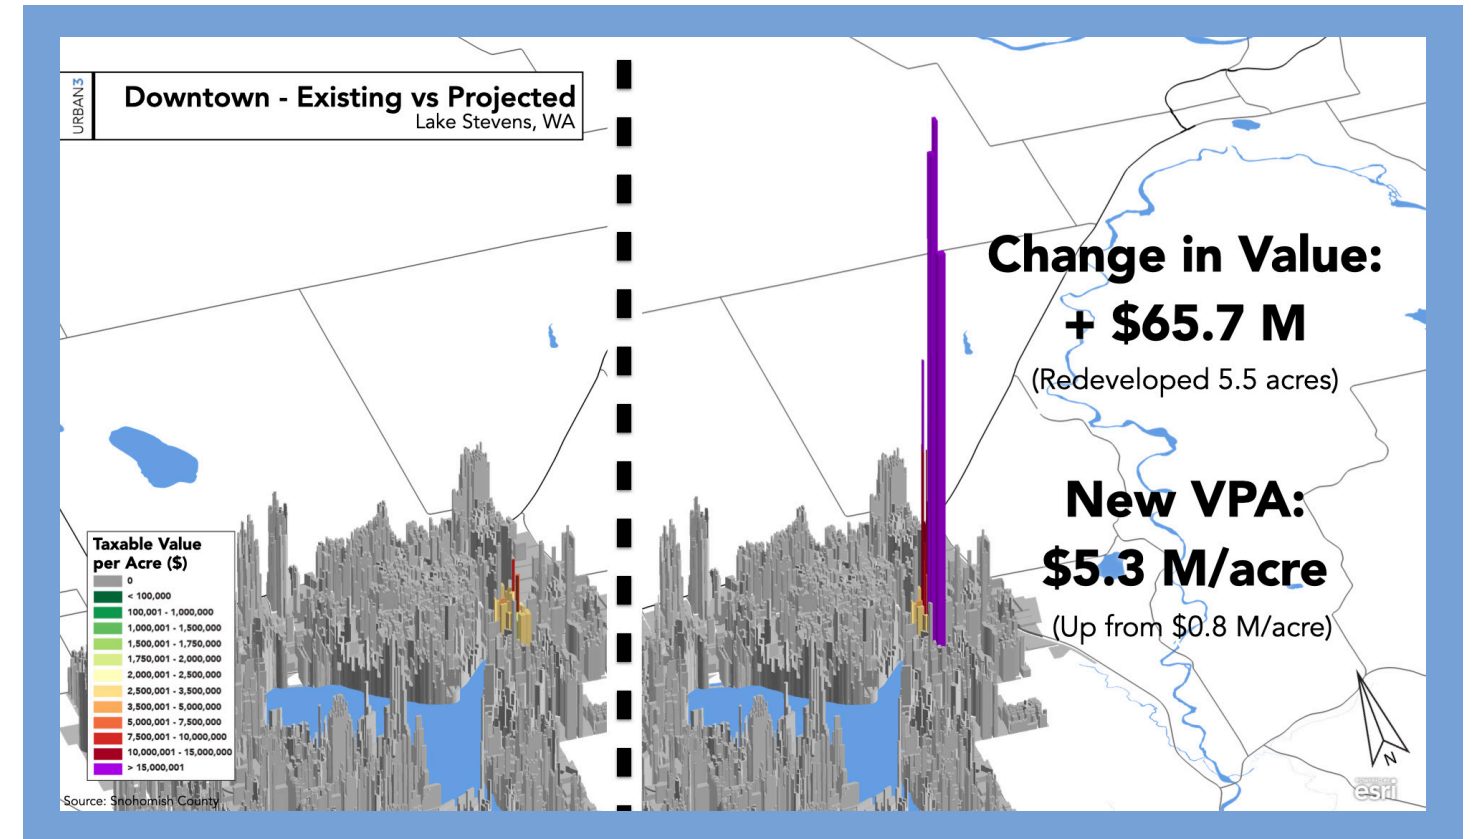 URBAN3
Downtown - Existing vs Projected
Lake Stevens, WA
Change in Value:
+ $65.7 M
(Redeveloped 5.5 acres)
New VPA:
$5.3 M/acre
(Up from $0.8 M/acre)
Taxable Value
per Acre ($)
0
< 100,000
100,001 - 1,000,000
1,000,001 - 1,500,000
1,500,001 - 1,750,000
1,750,001 - 2,000,000
2,000,001 - 2,500,000
2,500,001 - 3,500,000
3,500,001 - 5,000,000
5,000,001 - 7,500,000
7,500,001 - 10,000,000
10,000,001 - 15,000,000
> 15,000,001
Source: Snohomish County
N
POWERED BY
esri